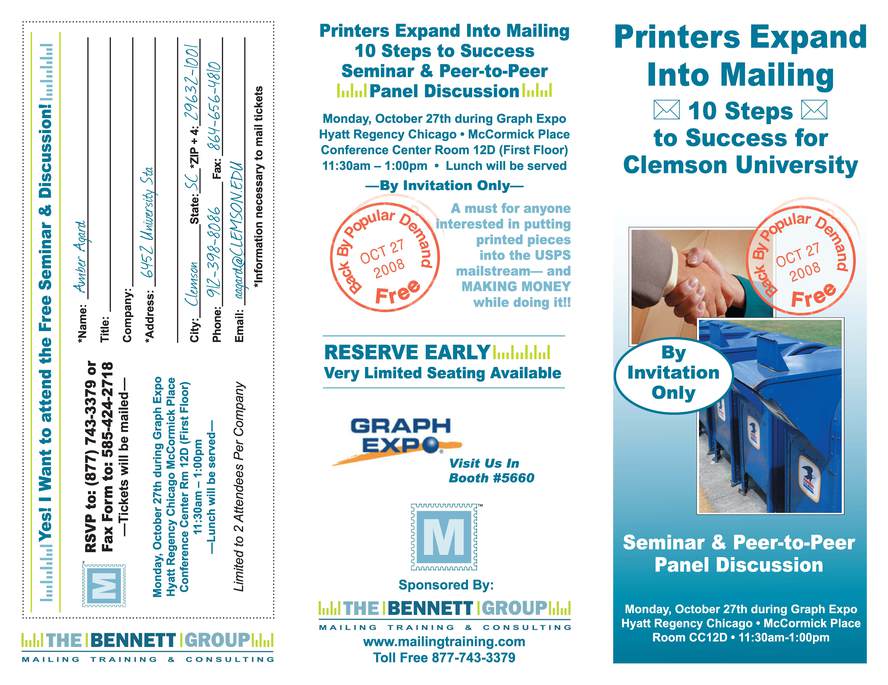 Yes! I Want to attend the Free Seminar & Discussion!
*Name: Amber Agard
Title:
Company:
*Address: 6452 University Sta
City: Clemson State: SC *ZIP + 4: 29632-1001
Phone: 912-398-8086 Fax: 864-656-4810
Email: aagard@CLEMSON.EDU
*Information necessary to mail tickets
RSVP to: (877) 743-3379 or
Fax Form to: 585-424-2718
—Tickets will be mailed—
Monday, October 27th during Graph Expo
Hyatt Regency Chicago McCormick Place
Conference Center Rm 12D (First Floor)
11:30am – 1:00pm
—Lunch will be served—
Limited to 2 Attendees Per Company
M
THE BENNETT GROUP
MAILING TRAINING & CONSULTING
Printers Expand Into Mailing
10 Steps to Success
Seminar & Peer-to-Peer
Panel Discussion
Monday, October 27th during Graph Expo
Hyatt Regency Chicago • McCormick Place
Conference Center Room 12D (First Floor)
11:30am – 1:00pm • Lunch will be served
—By Invitation Only—
Back By Popular Demand
OCT 27
2008
Free
A must for anyone
interested in putting
printed pieces
into the USPS
mailstream— and
MAKING MONEY
while doing it!!
RESERVE EARLY
Very Limited Seating Available
GRAPH
EXPO
Visit Us In
Booth #5660
M™
Sponsored By:
THE BENNETT GROUP
MAILING TRAINING & CONSULTING
www.mailingtraining.com
Toll Free 877-743-3379
Printers Expand
Into Mailing
10 Steps
to Success for
Clemson University
Back By Popular Demand
OCT 27
2008
Free
By
Invitation
Only
Seminar & Peer-to-Peer
Panel Discussion
Monday, October 27th during Graph Expo
Hyatt Regency Chicago • McCormick Place
Room CC12D • 11:30am-1:00pm